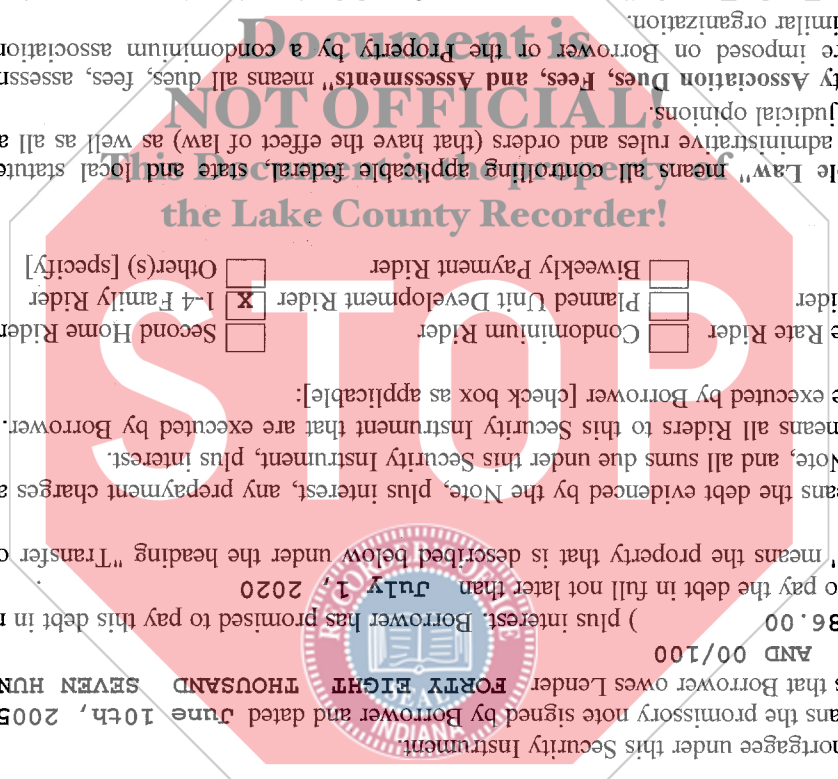 ortgagee under this Security Instrument.
ans the promissory note signed by Borrower and dated June 10th, 2005
s that Borrower owes Lender FORTY EIGHT THOUSAND SEVEN HUN
AND 00/100
86.00 ) plus interest. Borrower has promised to pay this debt in r
o pay the debt in full not later than July 1, 2020 .
" means the property that is described below under the heading "Transfer o
eans the debt evidenced by the Note, plus interest, any prepayment charges a
Note, and all sums due under this Security Instrument, plus interest.
neans all Riders to this Security Instrument that are executed by Borrower.
e executed by Borrower [check box as applicable]:
e Rate Rider Condominium Rider Second Home Rider
ider Planned Unit Development Rider X 1-4 Family Rider
Biweekly Payment Rider Other(s) [specify]
le Law" means all controlling applicable federal, state and local statute
administrative rules and orders (that have the effect of law) as well as all a
judicial opinions.
ty Association Dues, Fees, and Assessments" means all dues, fees, assessm
re imposed on Borrower or the Property by a condominium association
imilar organization.
Document is
NOT OFFICIAL!
This Document is the property of
the Lake County Recorder!
STOP
RECORDER'S OFFICE
SEAL
INDIANA